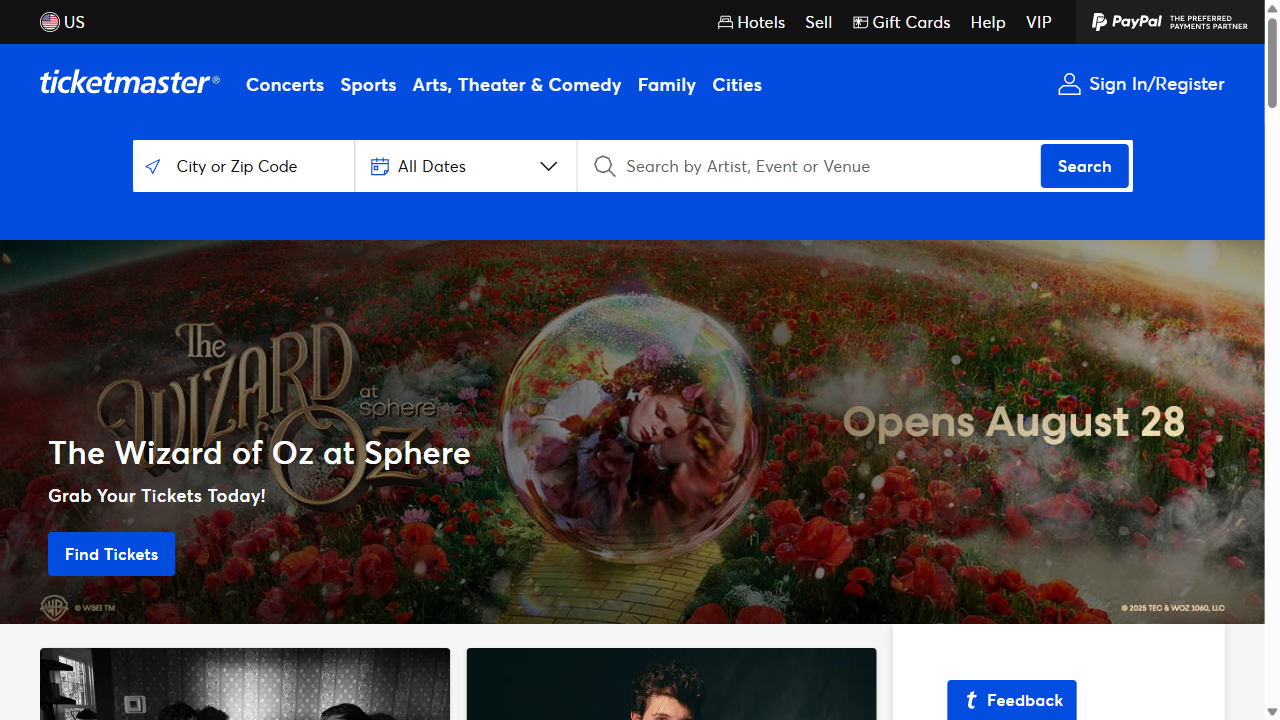 US
Hotels
Sell
Gift Cards
Help
VIP
PayPal
THE PREFERRED
PAYMENTS PARTNER
ticketmaster®
Concerts
Sports
Arts, Theater & Comedy
Family
Cities
Sign In/Register
City or Zip Code
All Dates
Search by Artist, Event or Venue
Search
The
WIZARD
of
OZ
at
sphere
Opens August 28
The Wizard of Oz at Sphere
Grab Your Tickets Today!
Find Tickets
WB
© WBEI TM
© 2025 TEC & WOZ 1060, LLC
t Feedback